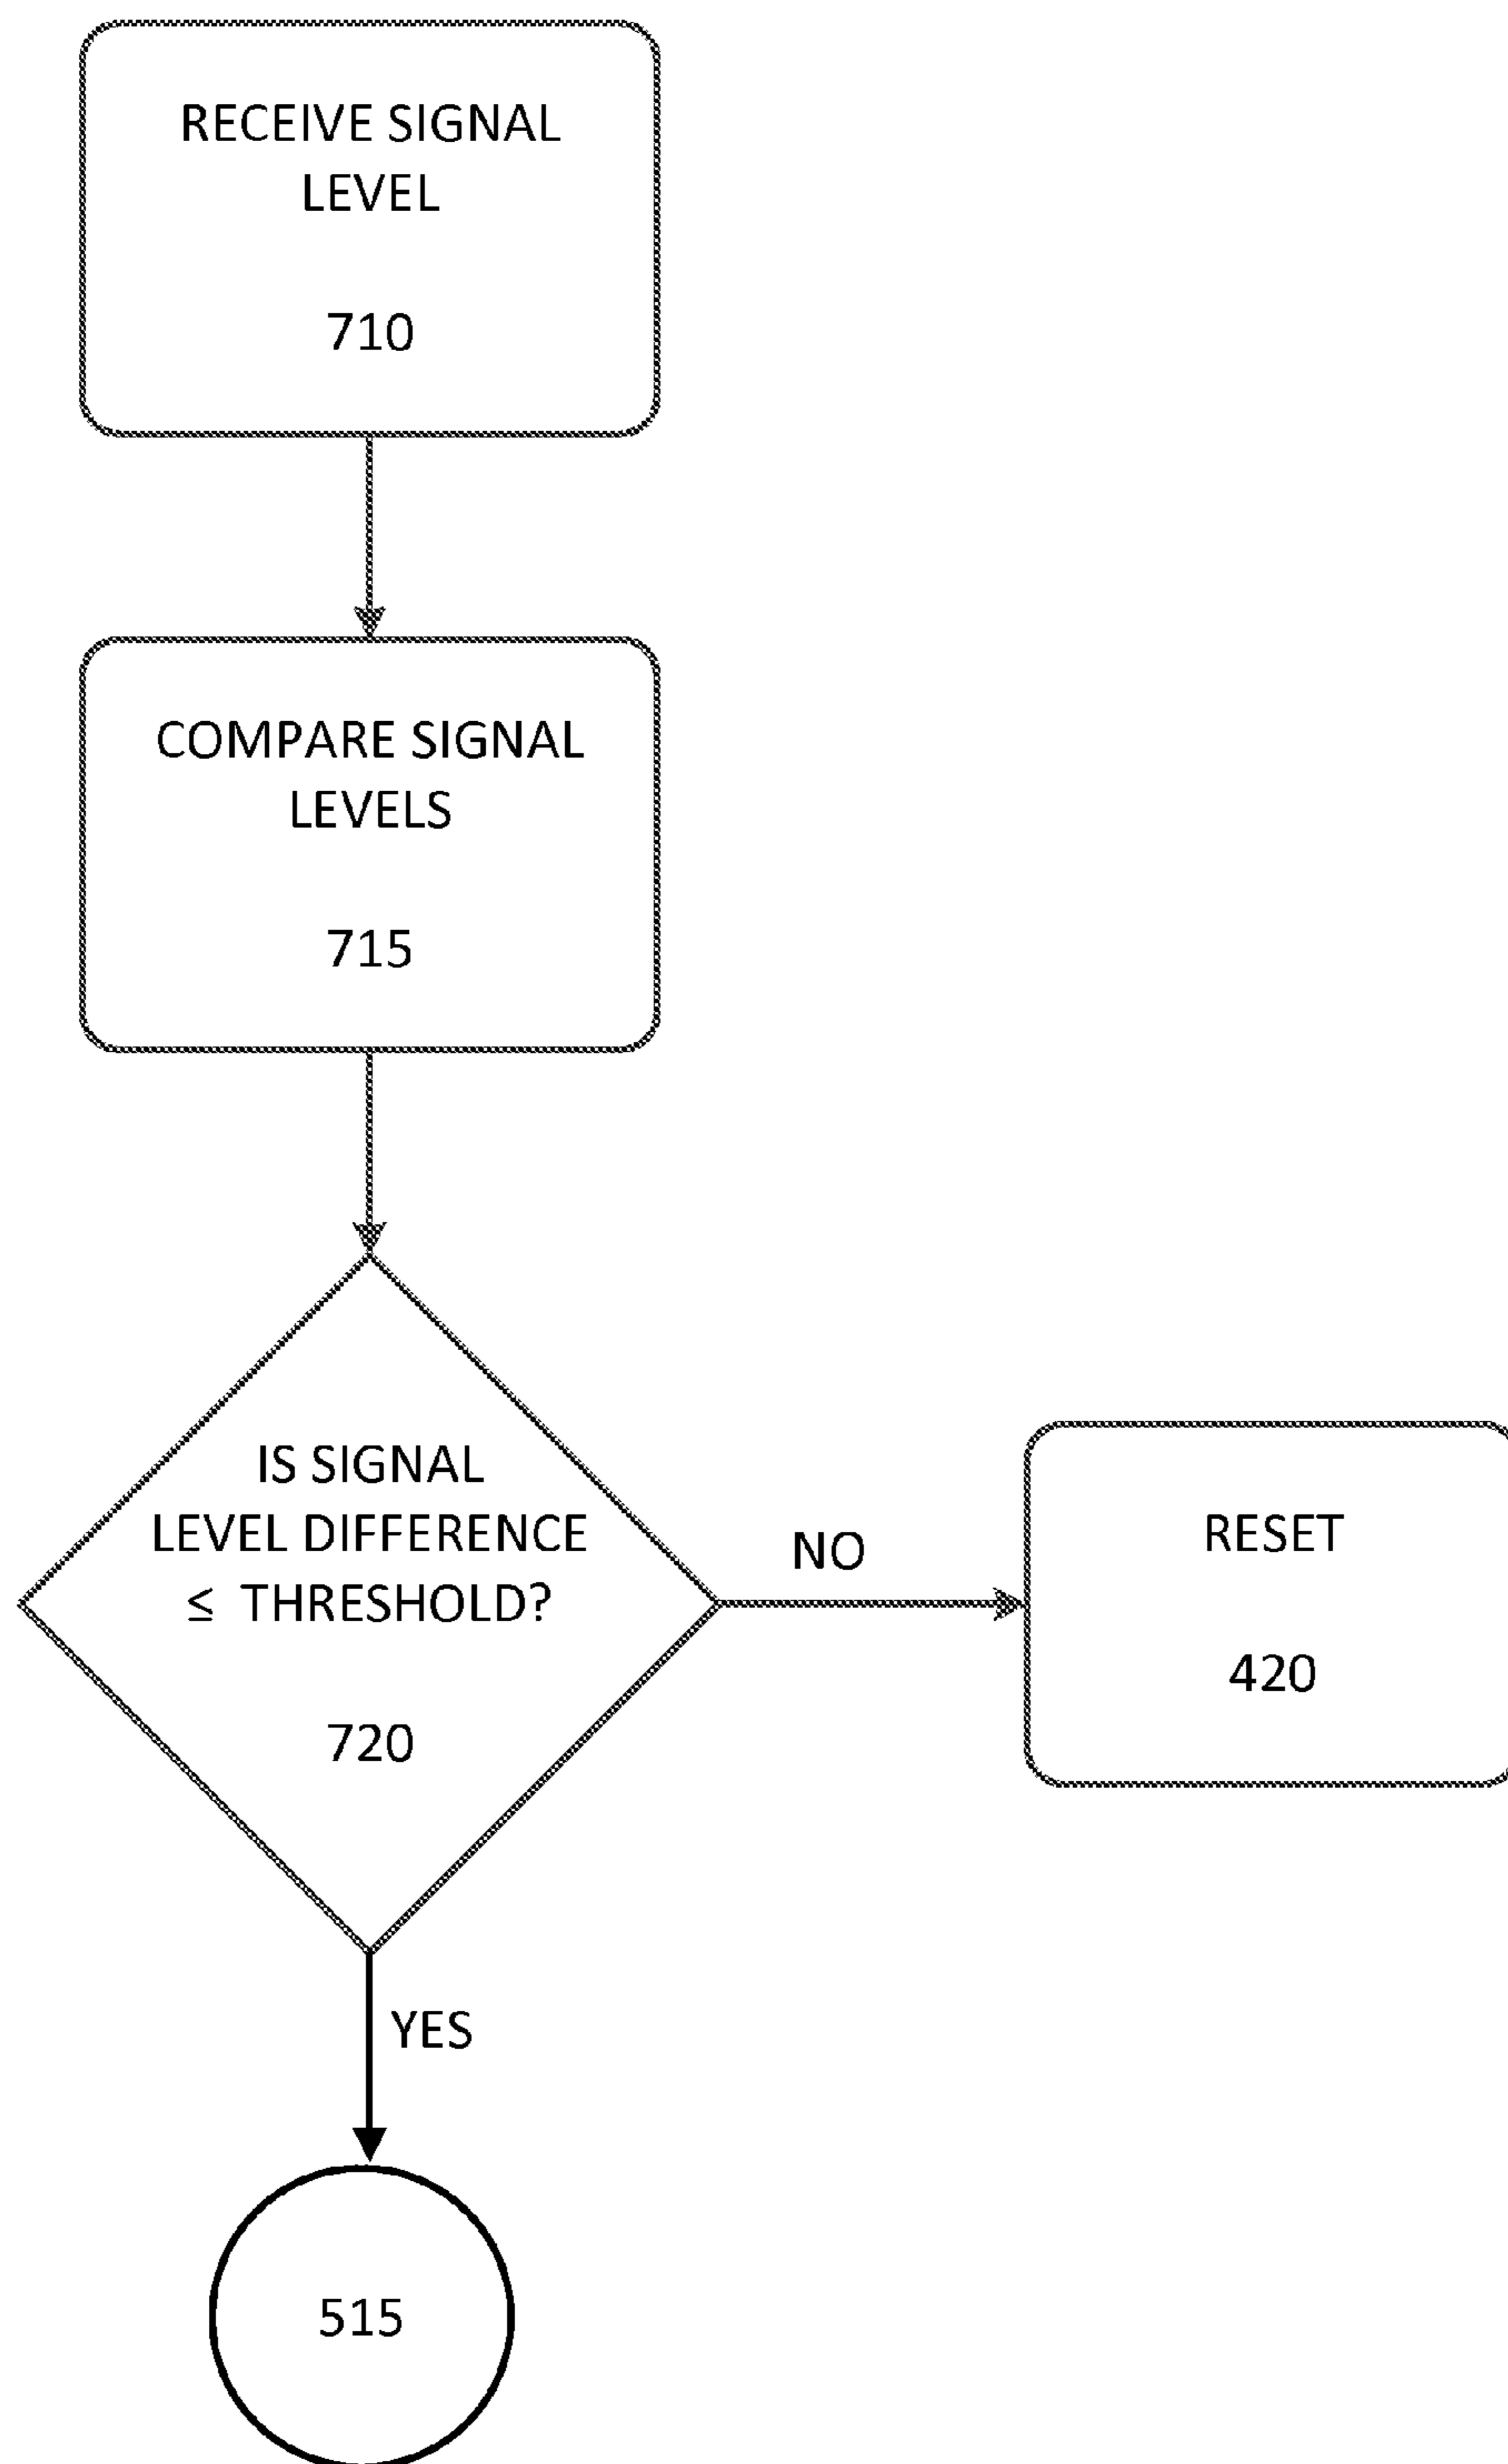 RECEIVE SIGNAL
LEVEL
710
COMPARE SIGNAL
LEVELS
715
IS SIGNAL
LEVEL DIFFERENCE
≤ THRESHOLD?
720
NO
RESET
420
YES
515